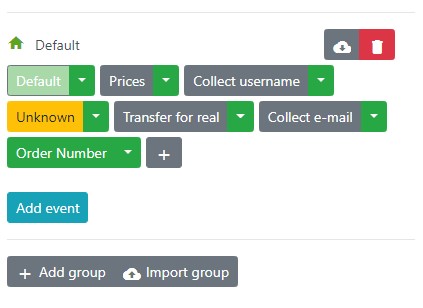 Default
Default Prices Collect username
Unknown Transfer for real Collect e-mail
Order Number +
Add event
+ Add group Import group